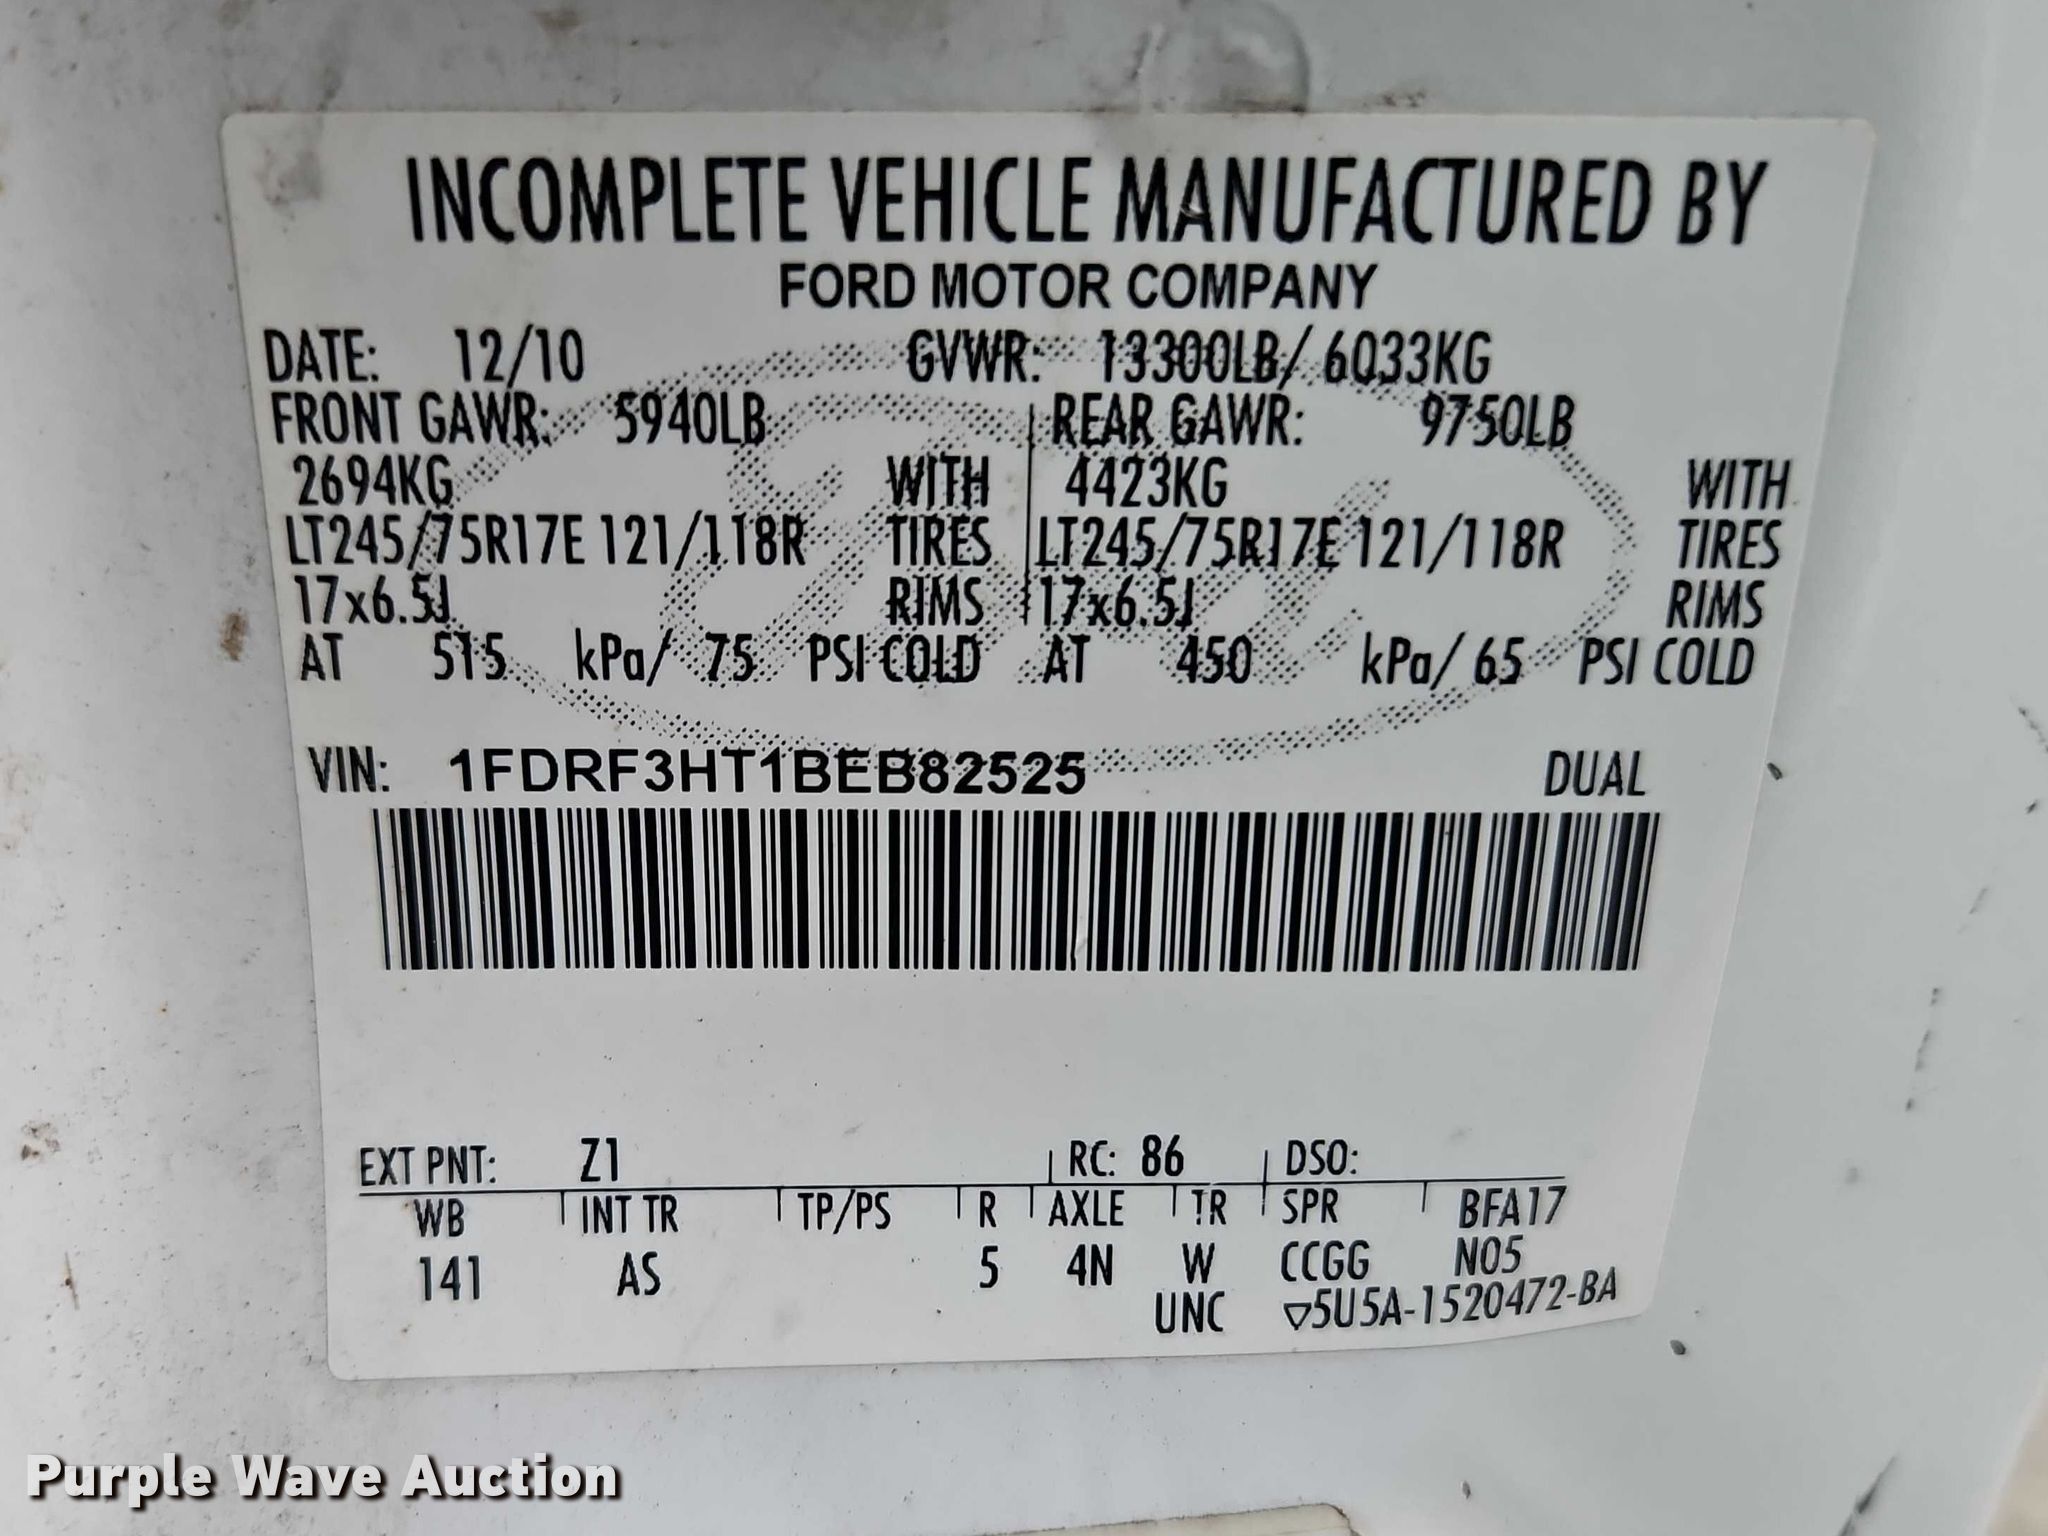 INCOMPLETE VEHICLE MANUFACTURED BY
FORD MOTOR COMPANY
DATE: 12/10 GVWR: 13300LB/ 6033KG
FRONT GAWR: 5940LB REAR GAWR: 9750LB
2694KG WITH 4423KG WITH
LT245/75R17E 121/118R TIRES LT245/75R17E 121/118R TIRES
17x6.5J RIMS 17x6.5J RIMS
AT 515 kPa/ 75 PSI COLD AT 450 kPa/ 65 PSI COLD
VIN: 1FDRF3HT1BEB82525 DUAL
EXT PNT: Z1 RC: 86 DSO:
WB INT TR TP/PS R AXLE TR SPR BFA17
141 AS 5 4N W CCGG N05
UNC ▽5U5A-1520472-BA
Purple Wave Auction